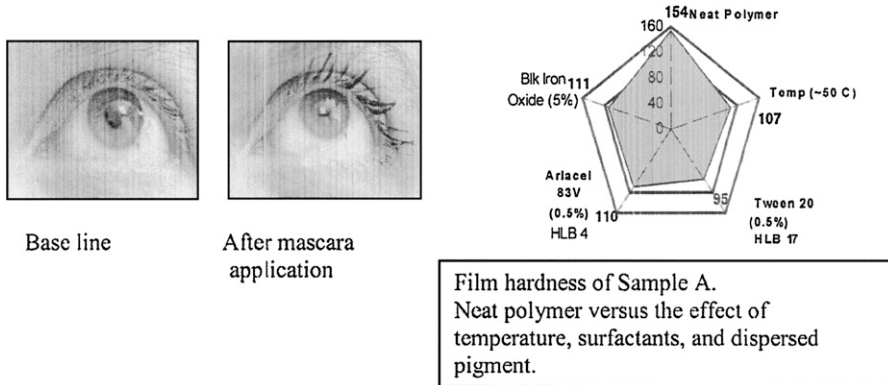 Base line
After mascara
application
154 Neat Polymer
160
120
80
40
0
Blk Iron
Oxide (5%)
111
Temp (~50 C)
107
Arlacel
83V
(0.5%)
HLB 4
110
95
Tween 20
(0.5%)
HLB 17
Film hardness of Sample A.
Neat polymer versus the effect of
temperature, surfactants, and dispersed
pigment.